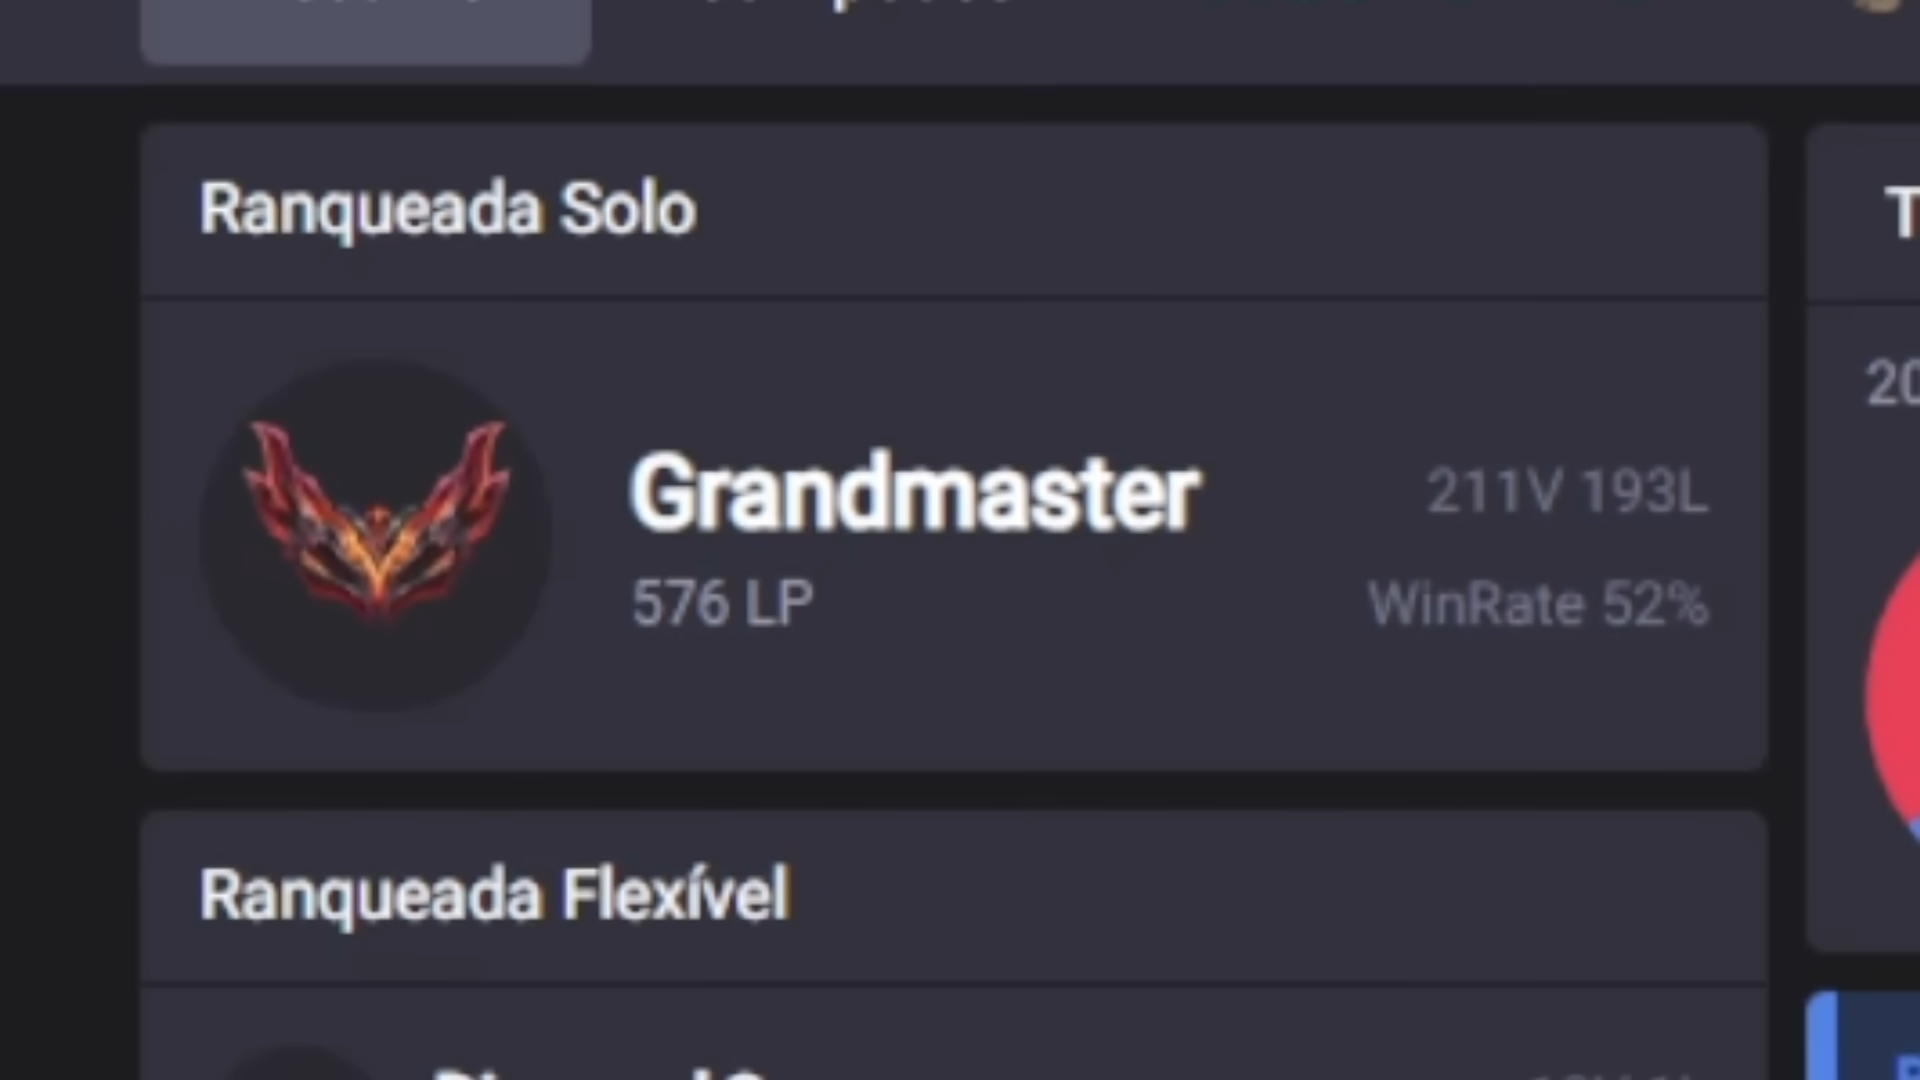 Ranqueada Solo
Grandmaster
211V 193L
576 LP
WinRate 52%
Ranqueada Flexível